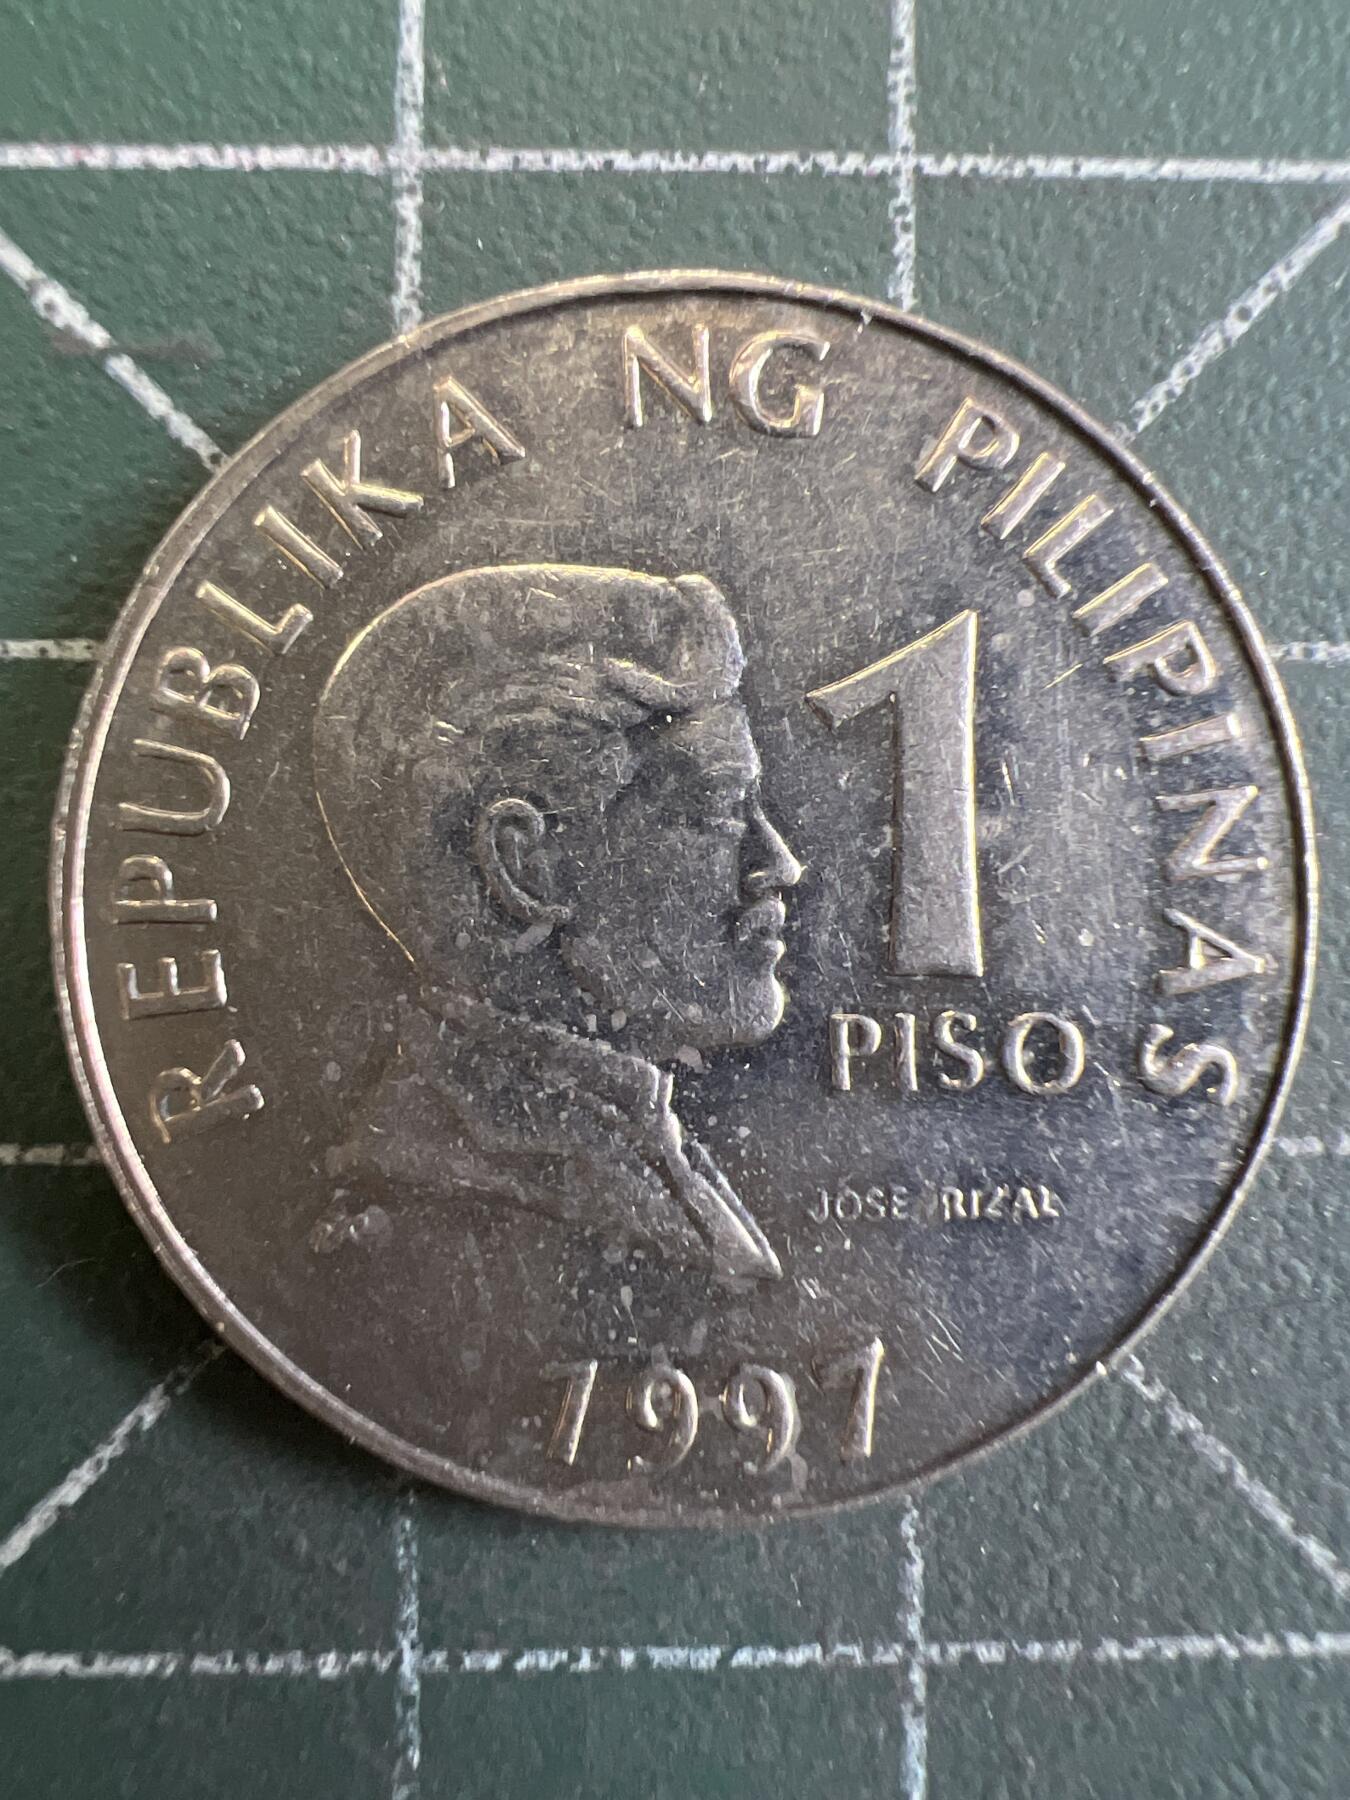 REPUBLIKA NG PILIPINAS
1
PISO
JOSE RIZAL
1997